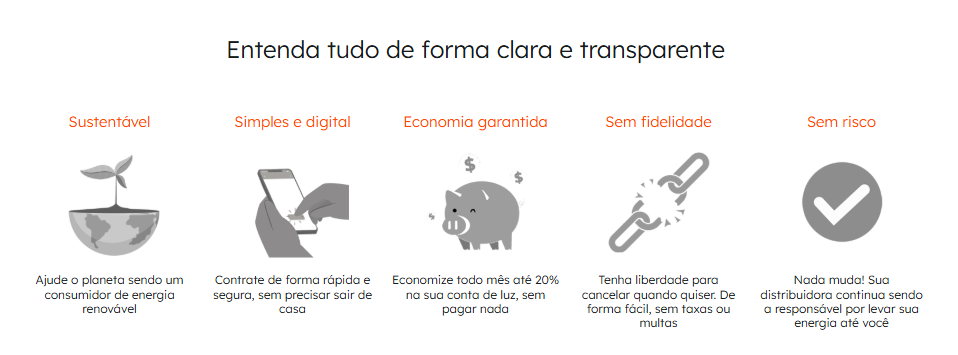 Entenda tudo de forma clara e transparente
Sustentável
Simples e digital
Economia garantida
Sem fidelidade
Sem risco
$
$
$
Ajude o planeta sendo um
consumidor de energia
renovável
Contrate de forma rápida e
segura, sem precisar sair de
casa
Economize todo mês até 20%
na sua conta de luz, sem
pagar nada
Tenha liberdade para
cancelar quando quiser. De
forma fácil, sem taxas ou
multas
Nada muda! Sua
distribuidora continua sendo
a responsável por levar sua
energia até você